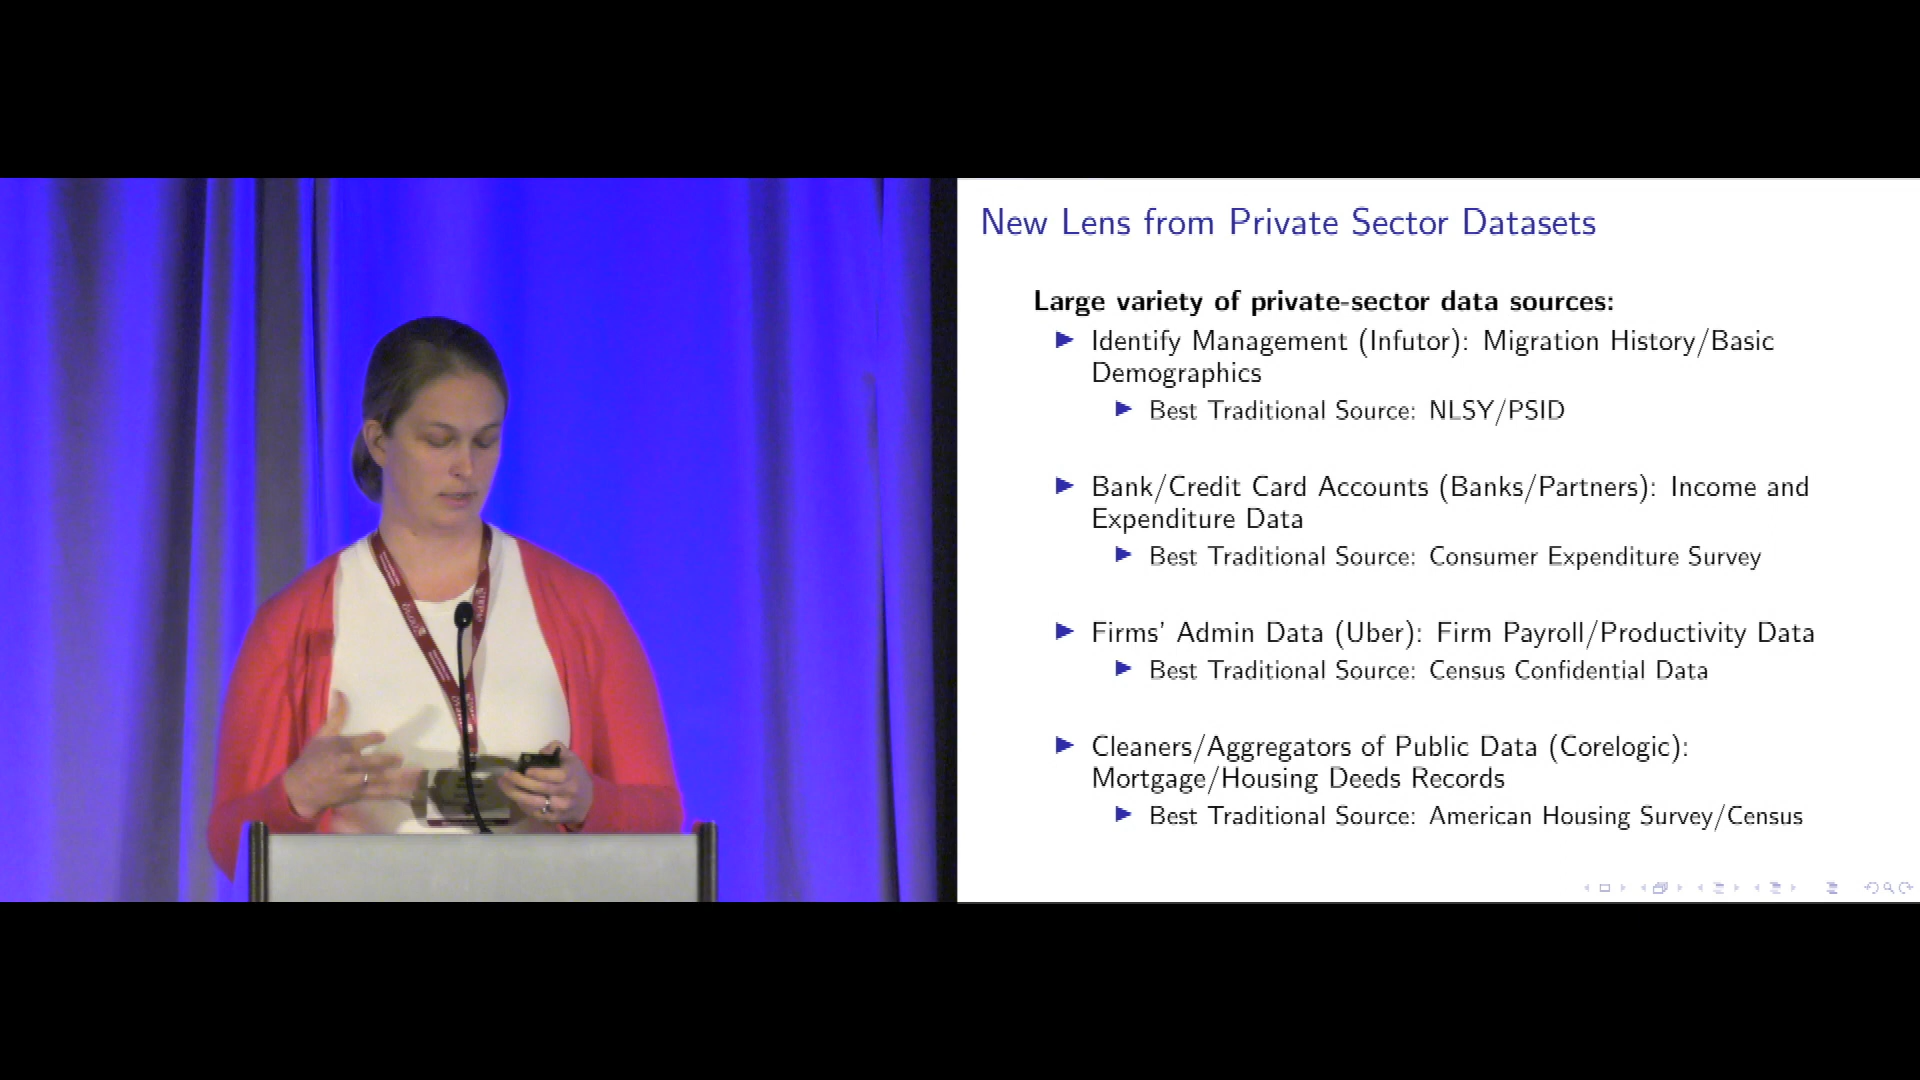 New Lens from Private Sector Datasets
Large variety of private-sector data sources:
Identify Management (Infutor): Migration History/Basic
Demographics
Best Traditional Source: NLSY/PSID
Bank/Credit Card Accounts (Banks/Partners): Income and
Expenditure Data
Best Traditional Source: Consumer Expenditure Survey
Firms' Admin Data (Uber): Firm Payroll/Productivity Data
Best Traditional Source: Census Confidential Data
Cleaners/Aggregators of Public Data (Corelogic):
Mortgage/Housing Deeds Records
Best Traditional Source: American Housing Survey/Census